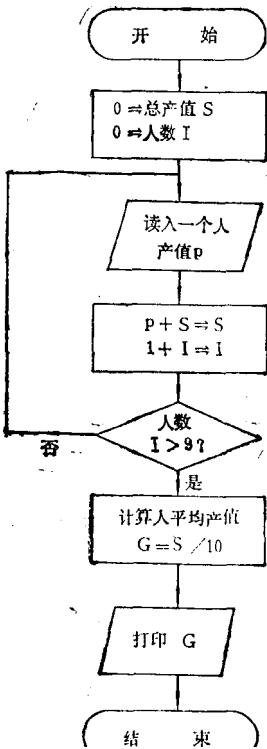 开 始
0⇒总产值 S
0⇒人数 I
读入一个人
产值p
p + S ⇒ S
1 + I ⇒ I
人数
I > 9?
否
是
计算人平均产值
G = S / 10
打印 G
结 束